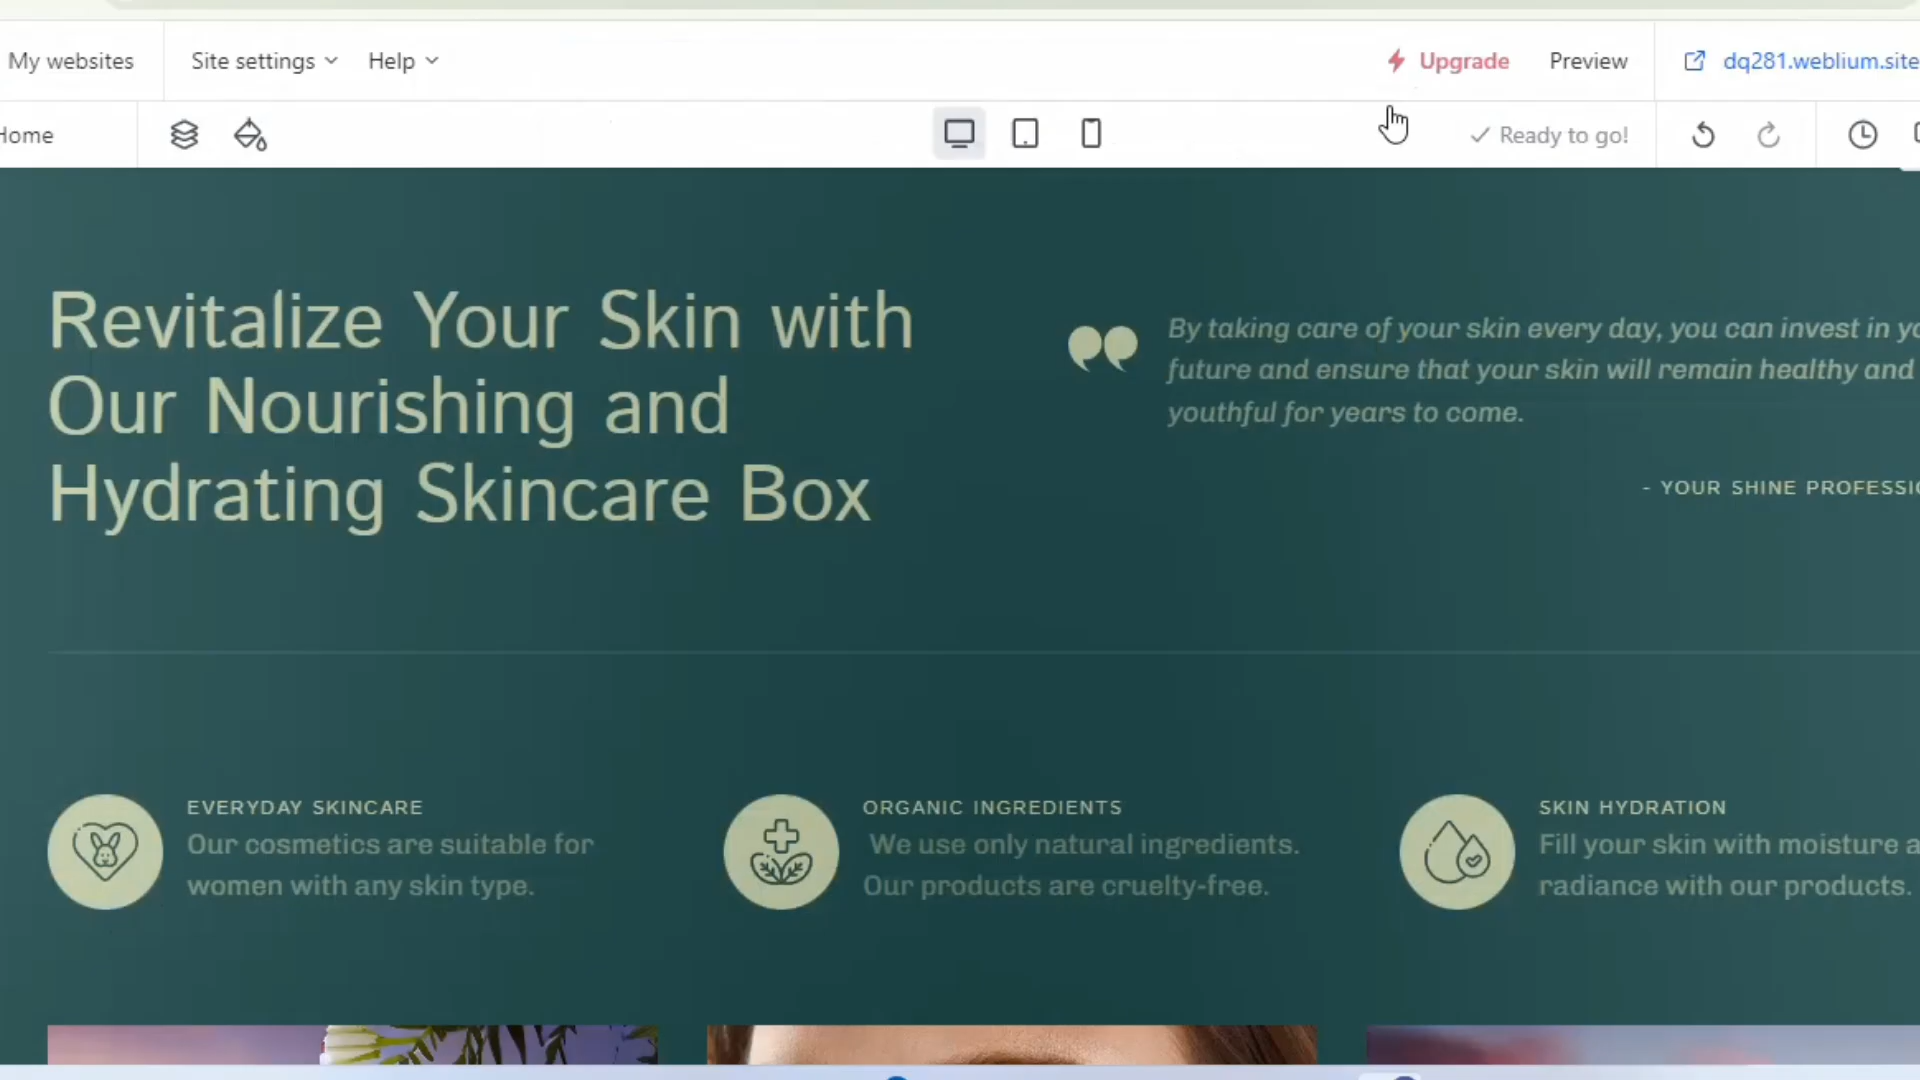 My websites
Site settings
Help
Upgrade
Preview
dq281.weblium.site
Home
Ready to go!
Revitalize Your Skin with
Our Nourishing and
Hydrating Skincare Box
By taking care of your skin every day, you can invest in
future and ensure that your skin will remain healthy and
youthful for years to come.
- YOUR SHINE
EVERYDAY SKINCARE
Our cosmetics are suitable for
women with any skin type.
ORGANIC INGREDIENTS
We use only natural ingredients.
Our products are cruelty-free.
SKIN HYDRATION
Fill your skin with moisture
radiance with our products.